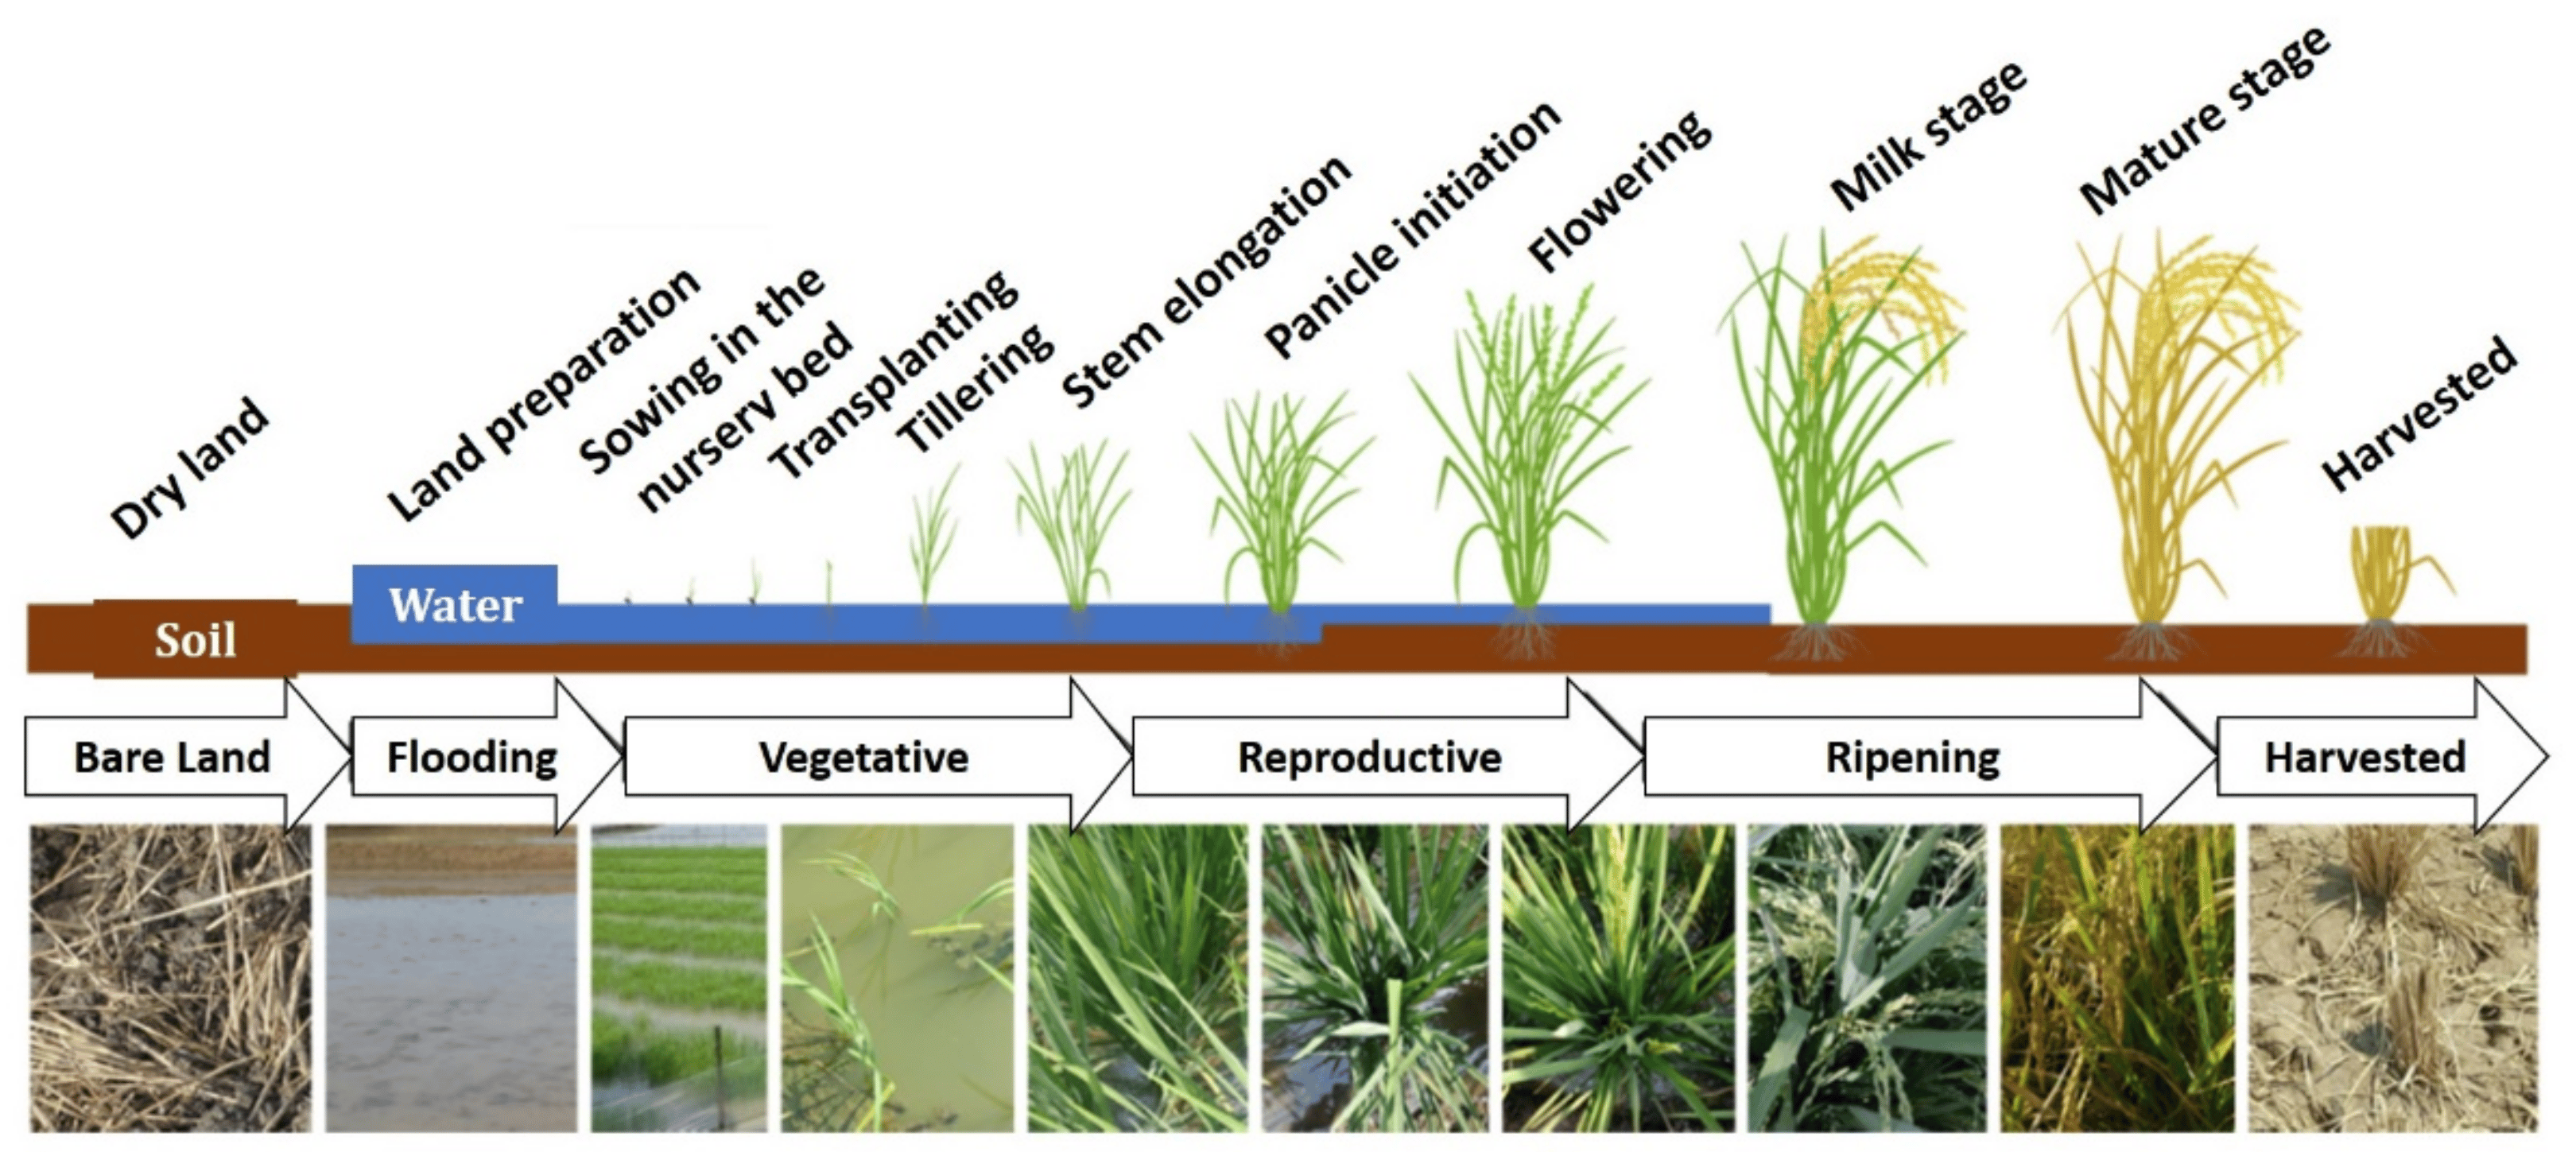 Dry land
Land preparation
Sowing in the
nursery bed
Transplanting
Tillering
Stem elongation
Panicle initiation
Flowering
Milk stage
Mature stage
Harvested
Soil
Water
Bare Land
Flooding
Vegetative
Reproductive
Ripening
Harvested